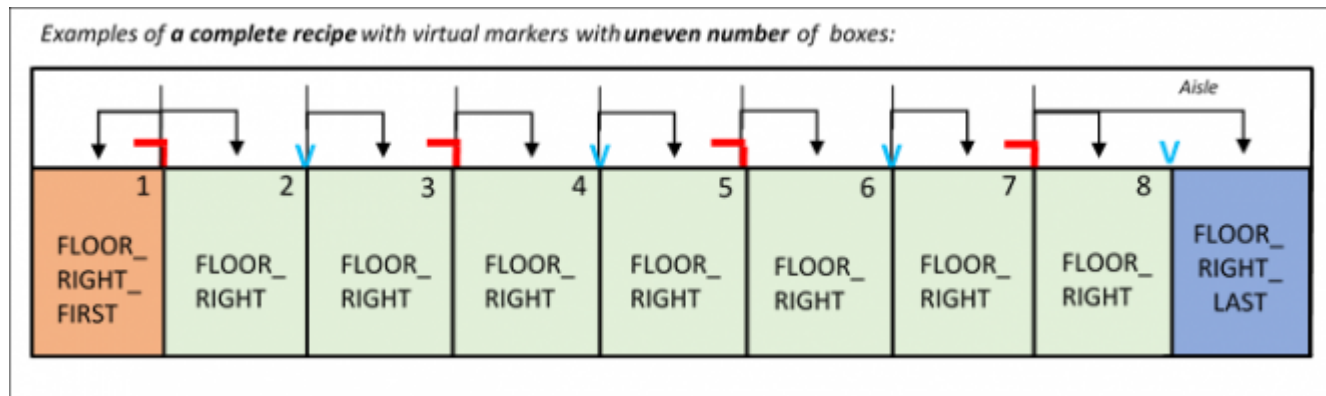 Examples of a complete recipe with virtual markers with uneven number of boxes:
Aisle
V V V V
1 2 3 4 5 6 7 8
FLOOR_
RIGHT_
FIRST
FLOOR_
RIGHT
FLOOR_
RIGHT
FLOOR_
RIGHT
FLOOR_
RIGHT
FLOOR_
RIGHT
FLOOR_
RIGHT
FLOOR_
RIGHT
FLOOR_
RIGHT_
LAST